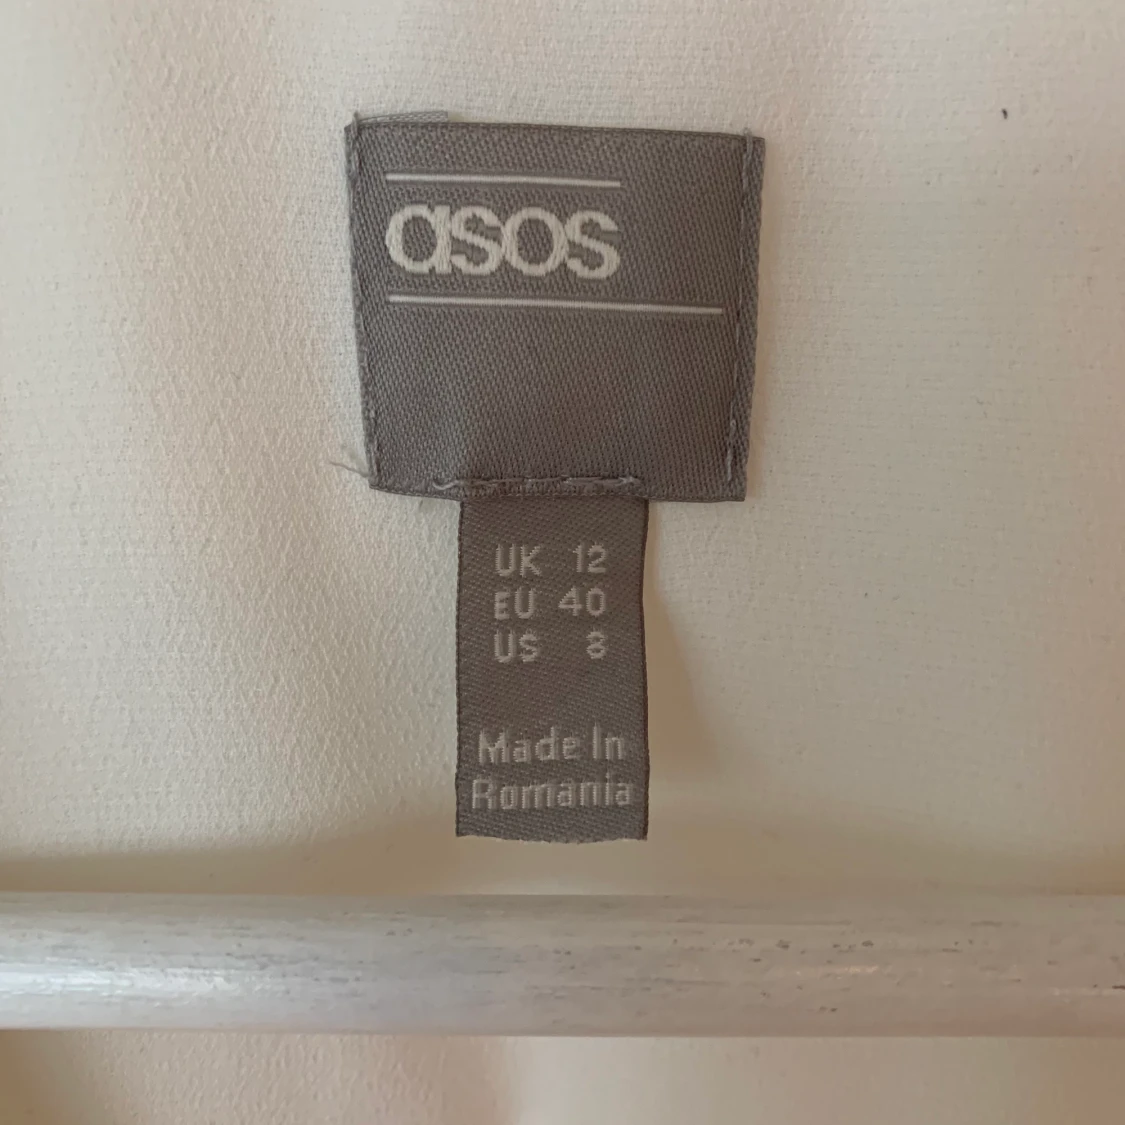 asos
UK 12
EU 40
US 8
Made In
Romania